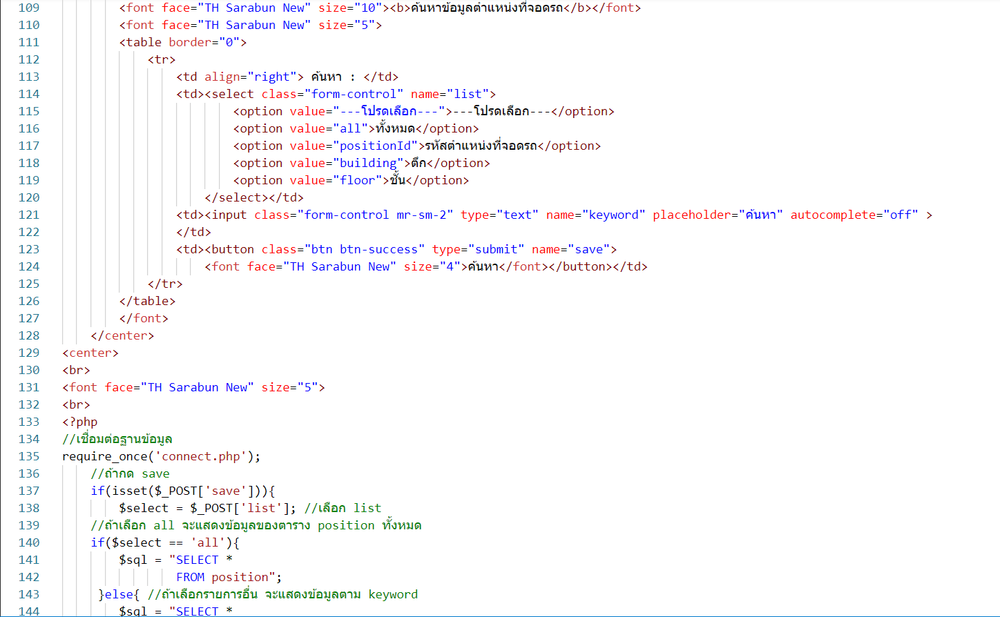 109 <font face="TH Sarabun New" size="10"><b>ค้นหาข้อมูลตำแหน่งที่จอดรถ</b></font>
110 <font face="TH Sarabun New" size="5">
111 <table border="0">
112 <tr>
113 <td align="right"> ค้นหา : </td>
114 <td><select class="form-control" name="list">
115 <option value="---โปรดเลือก---">---โปรดเลือก---</option>
116 <option value="all">ทั้งหมด</option>
117 <option value="positionId">รหัสตำแหน่งที่จอดรถ</option>
118 <option value="building">ตึก</option>
119 <option value="floor">ชั้น</option>
120 </select></td>
121 <td><input class="form-control mr-sm-2" type="text" name="keyword" placeholder="ค้นหา" autocomplete="off" >
122 </td>
123 <td><button class="btn btn-success" type="submit" name="save">
124 <font face="TH Sarabun New" size="4">ค้นหา</font></button></td>
125 </tr>
126 </table>
127 </font>
128 </center>
129 <center>
130 <br>
131 <font face="TH Sarabun New" size="5">
132 <br>
133 <?php
134 //เชื่อมต่อฐานข้อมูล
135 require_once('connect.php');
136 //ถ้ากด save
137 if(isset($_POST['save'])){
138 $select = $_POST['list']; //เลือก list
139 //ถ้าเลือก all จะแสดงข้อมูลของตาราง position ทั้งหมด
140 if($select == 'all'){
141 $sql = "SELECT *
142 FROM position";
143 }else{ //ถ้าเลือกรายการอื่น จะแสดงข้อมูลตาม keyword
144 $sql = "SELECT *